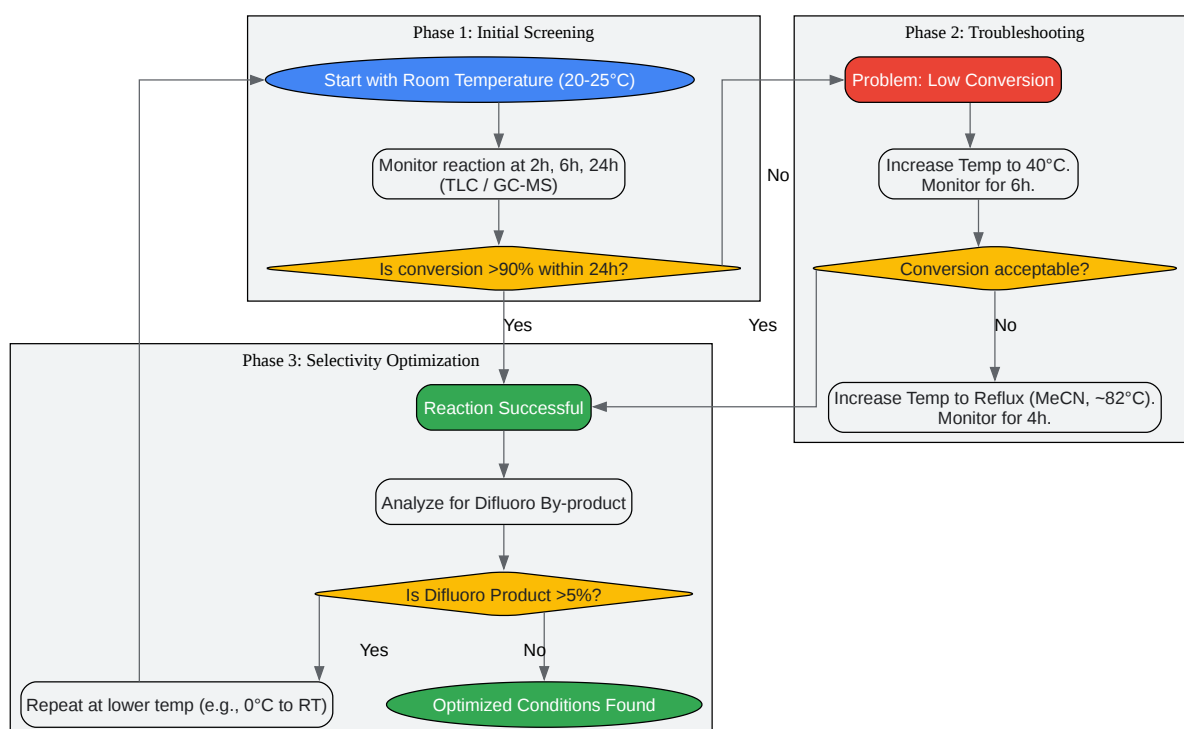 Phase 1: Initial Screening
Start with Room Temperature (20-25°C)
Monitor reaction at 2h, 6h, 24h
(TLC / GC-MS)
Is conversion >90% within 24h?
No
Yes
Phase 2: Troubleshooting
Problem: Low Conversion
Increase Temp to 40°C.
Monitor for 6h.
Conversion acceptable?
Yes
No
Increase Temp to Reflux (MeCN, ~82°C).
Monitor for 4h.
Phase 3: Selectivity Optimization
Reaction Successful
Analyze for Difluoro By-product
Is Difluoro Product >5%?
Yes
No
Repeat at lower temp (e.g., 0°C to RT)
Optimized Conditions Found